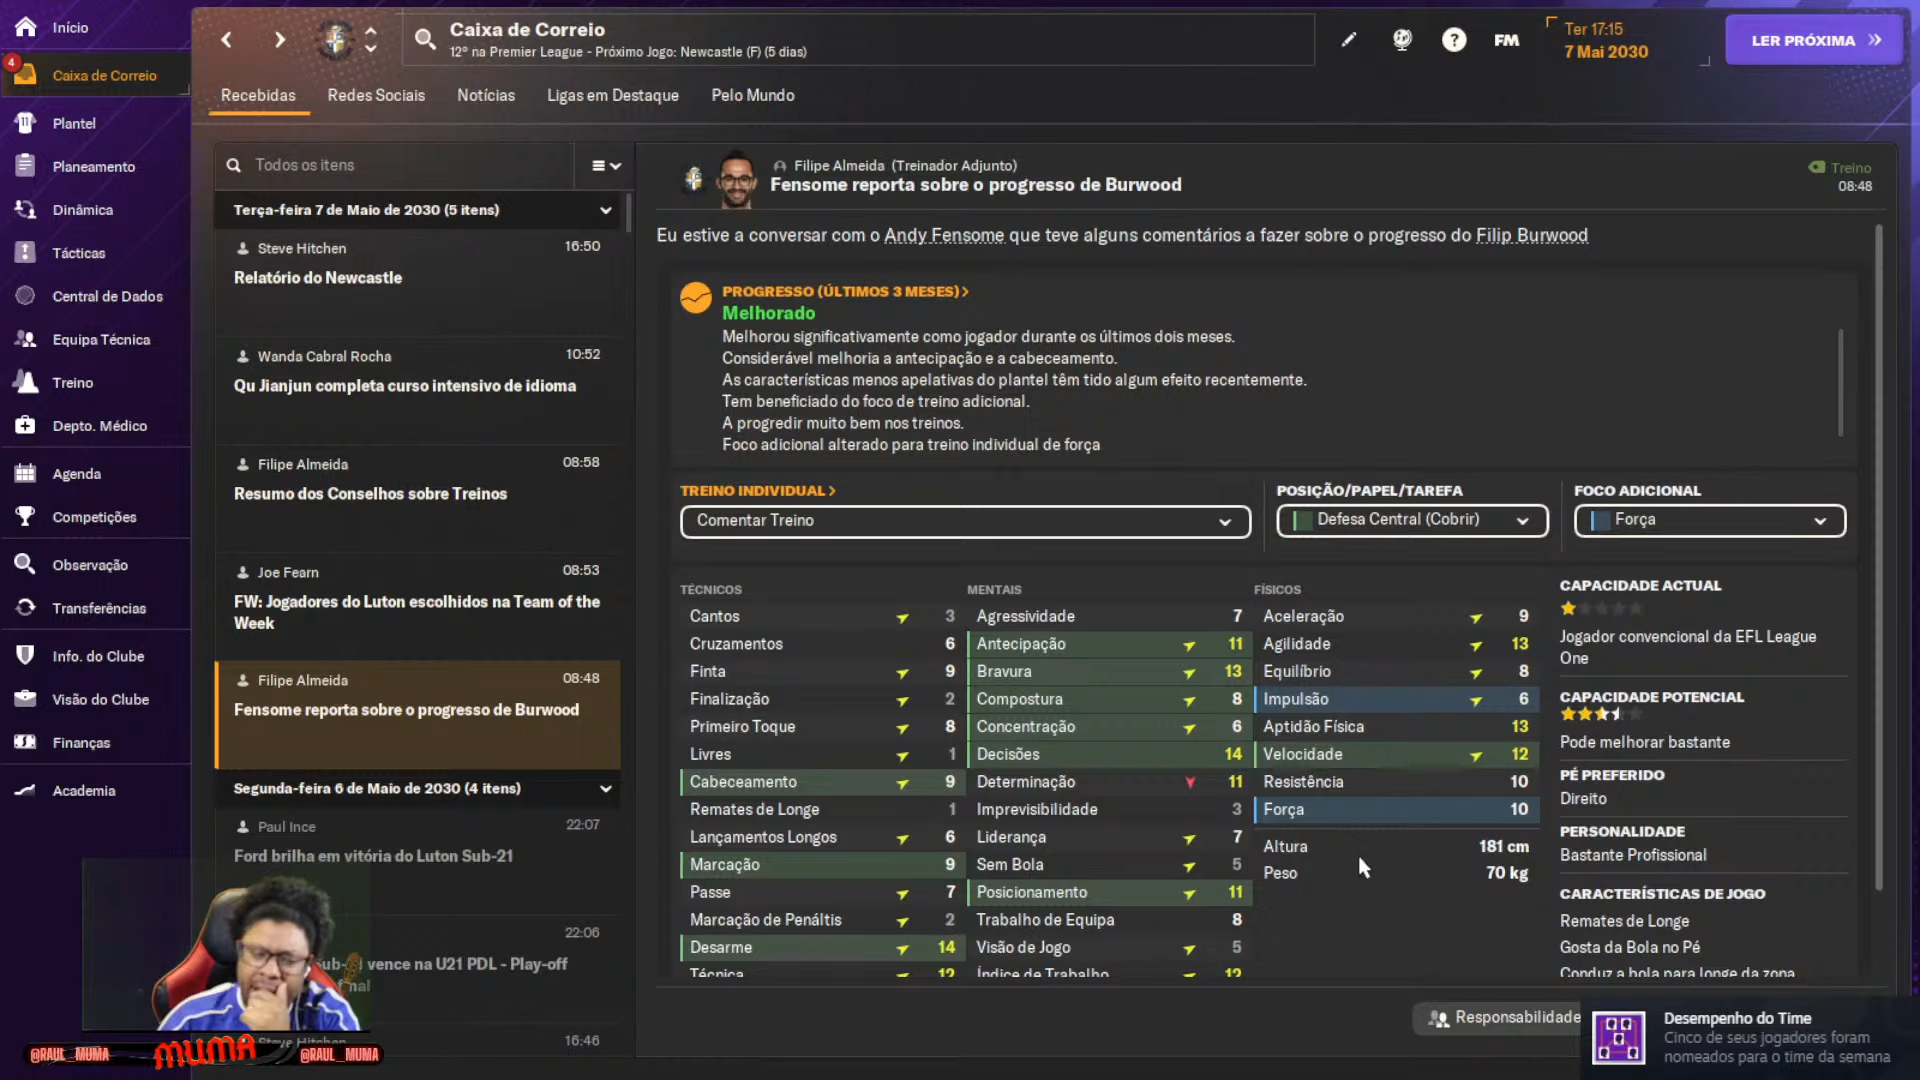 Início
4
Caixa de Correio
Plantel
Planeamento
Dinâmica
Tácticas
Central de Dados
Equipa Técnica
Treino
Depto. Médico
Agenda
Competições
Observação
Transferências
Info. do Clube
Visão do Clube
Finanças
Academia
Caixa de Correio
12º na Premier League - Próximo Jogo: Newcastle (F) (5 dias)
?
FM
Ter 17:15
7 Mai 2030
LER PRÓXIMA
Recebidas
Redes Sociais
Notícias
Ligas em Destaque
Pelo Mundo
Todos os itens
Terça-feira 7 de Maio de 2030 (5 itens)
Steve Hitchen 16:50
Relatório do Newcastle
Wanda Cabral Rocha 10:52
Qu Jianjun completa curso intensivo de idioma
Filipe Almeida 08:58
Resumo dos Conselhos sobre Treinos
Joe Fearn 08:53
FW: Jogadores do Luton escolhidos na Team of the
Week
Filipe Almeida 08:48
Fensome reporta sobre o progresso de Burwood
Segunda-feira 6 de Maio de 2030 (4 itens)
Paul Ince 22:07
Ford brilha em vitória do Luton Sub-21
22:06
vence na U21 PDL - Play-off
16:46
Filipe Almeida (Treinador Adjunto)
Fensome reporta sobre o progresso de Burwood
Treino
08:48
Eu estive a conversar com o Andy Fensome que teve alguns comentários a fazer sobre o progresso do Filip Burwood
PROGRESSO (ÚLTIMOS 3 MESES)
Melhorado
Melhorou significativamente como jogador durante os últimos dois meses.
Considerável melhoria a antecipação e a cabeceamento.
As características menos apelativas do plantel têm tido algum efeito recentemente.
Tem beneficiado do foco de treino adicional.
A progredir muito bem nos treinos.
Foco adicional alterado para treino individual de força
TREINO INDIVIDUAL
Comentar Treino
POSIÇÃO/PAPEL/TAREFA
Defesa Central (Cobrir)
FOCO ADICIONAL
Força
TÉCNICOS
Cantos 3
Cruzamentos 6
Finta 9
Finalização 2
Primeiro Toque 8
Livres 1
Cabeceamento 9
Remates de Longe 1
Lançamentos Longos 6
Marcação 9
Passe 7
Marcação de Penáltis 2
Desarme 14
Técnica 12
MENTAIS
Agressividade 7
Antecipação 11
Bravura 13
Compostura 8
Concentração 6
Decisões 14
Determinação 11
Imprevisibilidade 3
Liderança 7
Sem Bola 5
Posicionamento 11
Trabalho de Equipa 8
Visão de Jogo 5
Índice de Trabalho 12
FÍSICOS
Aceleração 9
Agilidade 13
Equilíbrio 8
Impulsão 6
Aptidão Física 13
Velocidade 12
Resistência 10
Força 10
Altura 181 cm
Peso 70 kg
CAPACIDADE ACTUAL
Jogador convencional da EFL League
One
CAPACIDADE POTENCIAL
Pode melhorar bastante
PÉ PREFERIDO
Direito
PERSONALIDADE
Bastante Profissional
CARACTERÍSTICAS DE JOGO
Remates de Longe
Gosta da Bola no Pé
Conduz a bola para longe da zona
Responsabilidade
Desempenho do Time
Cinco de seus jogadores foram
nomeados para o time da semana
@RAUL_MUMA
MUMA
@RAUL_MUMA